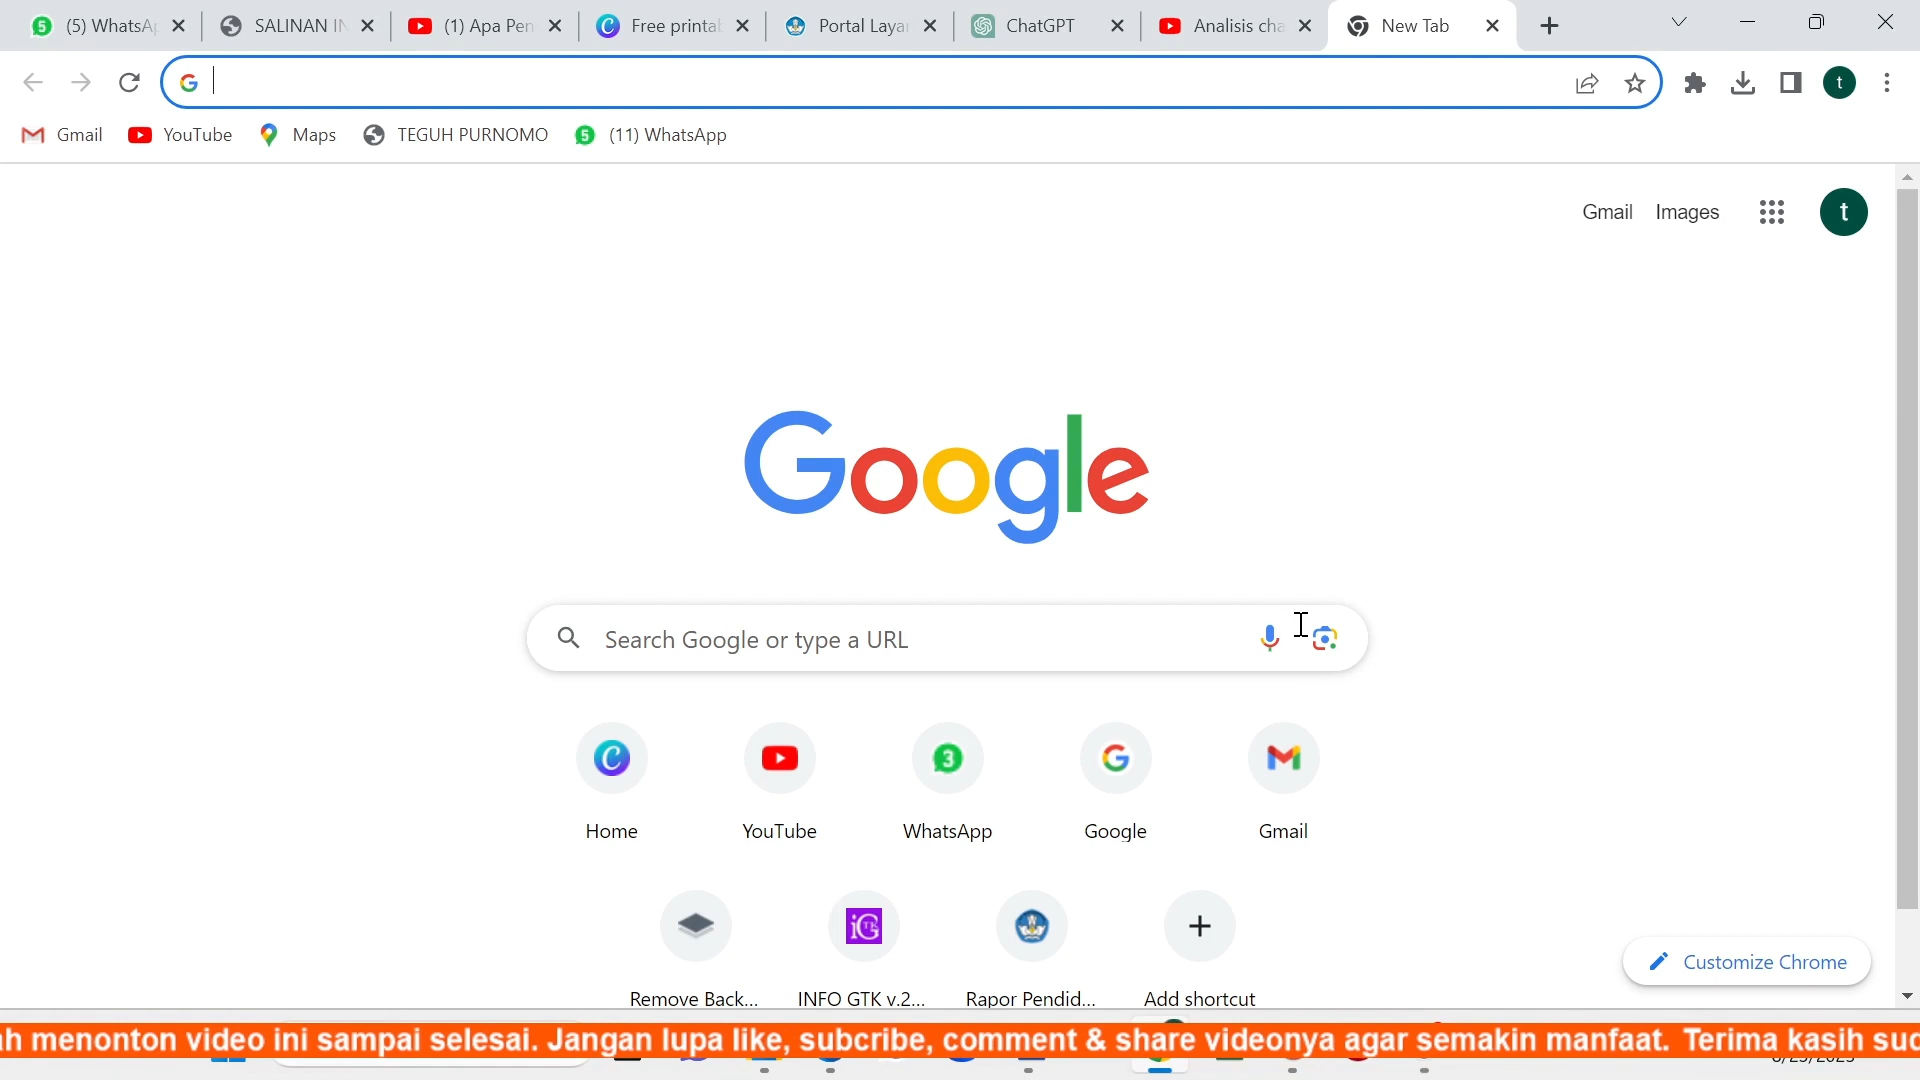 (5) WhatsA
SALINAN IN
(1) Apa Pen
Free printab
Portal Layan
ChatGPT
Analisis cha
New Tab
Gmail
YouTube
Maps
TEGUH PURNOMO
(11) WhatsApp
t
Gmail
Images
t
Google
Search Google or type a URL
Home
YouTube
WhatsApp
Google
Gmail
Remove Back...
INFO GTK v.2...
Rapor Pendid...
Add shortcut
Customize Chrome
h menonton video ini sampai selesai. Jangan lupa like, subcribe, comment & share videonya agar semakin manfaat. Terima kasih